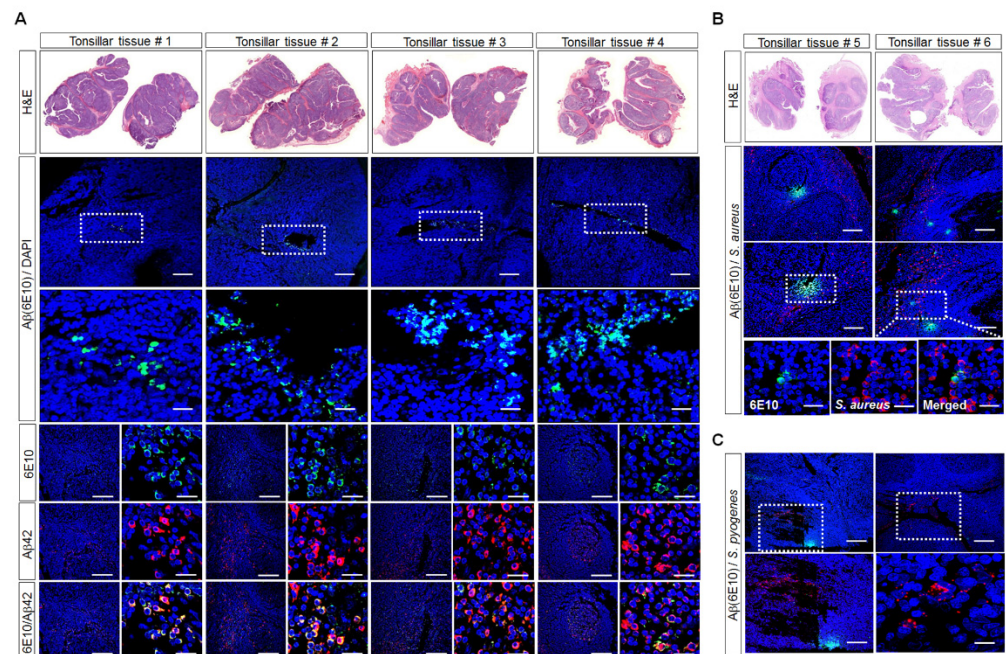 A
Tonsillar tissue # 1
Tonsillar tissue # 2
Tonsillar tissue # 3
Tonsillar tissue # 4
H&E
Aβ(6E10) / DAPI
6E10
Aβ42
6E10/Aβ42
B
Tonsillar tissue # 5
Tonsillar tissue # 6
H&E
Aβ(6E10) / S. aureus
6E10
S. aureus
Merged
C
Aβ(6E10) / S. pyogenes